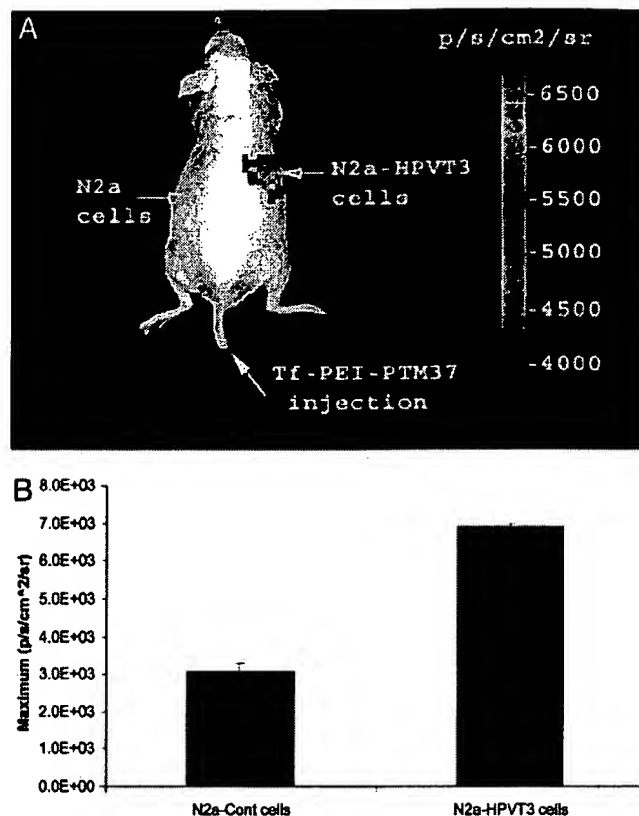 A
p/s/cm2/sr
-6500
-6000
-5500
-5000
-4500
-4000
N2a
cells
N2a-HPVT3
cells
Tf-PEI-PTM37
injection
B
8.0E+03
7.0E+03
6.0E+03
5.0E+03
4.0E+03
3.0E+03
2.0E+03
1.0E+03
0.0E+00
Maximum (p/s/cm^2/sr)
N2a-Cont cells
N2a-HPVT3 cells